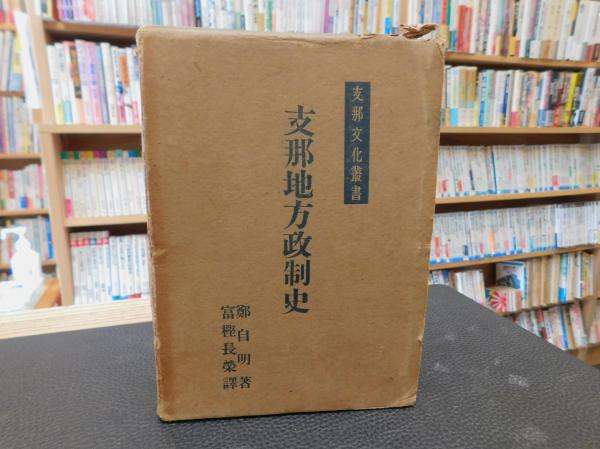 支那文化叢書
支那地方政制史
鄭自明著
富樫長榮譯